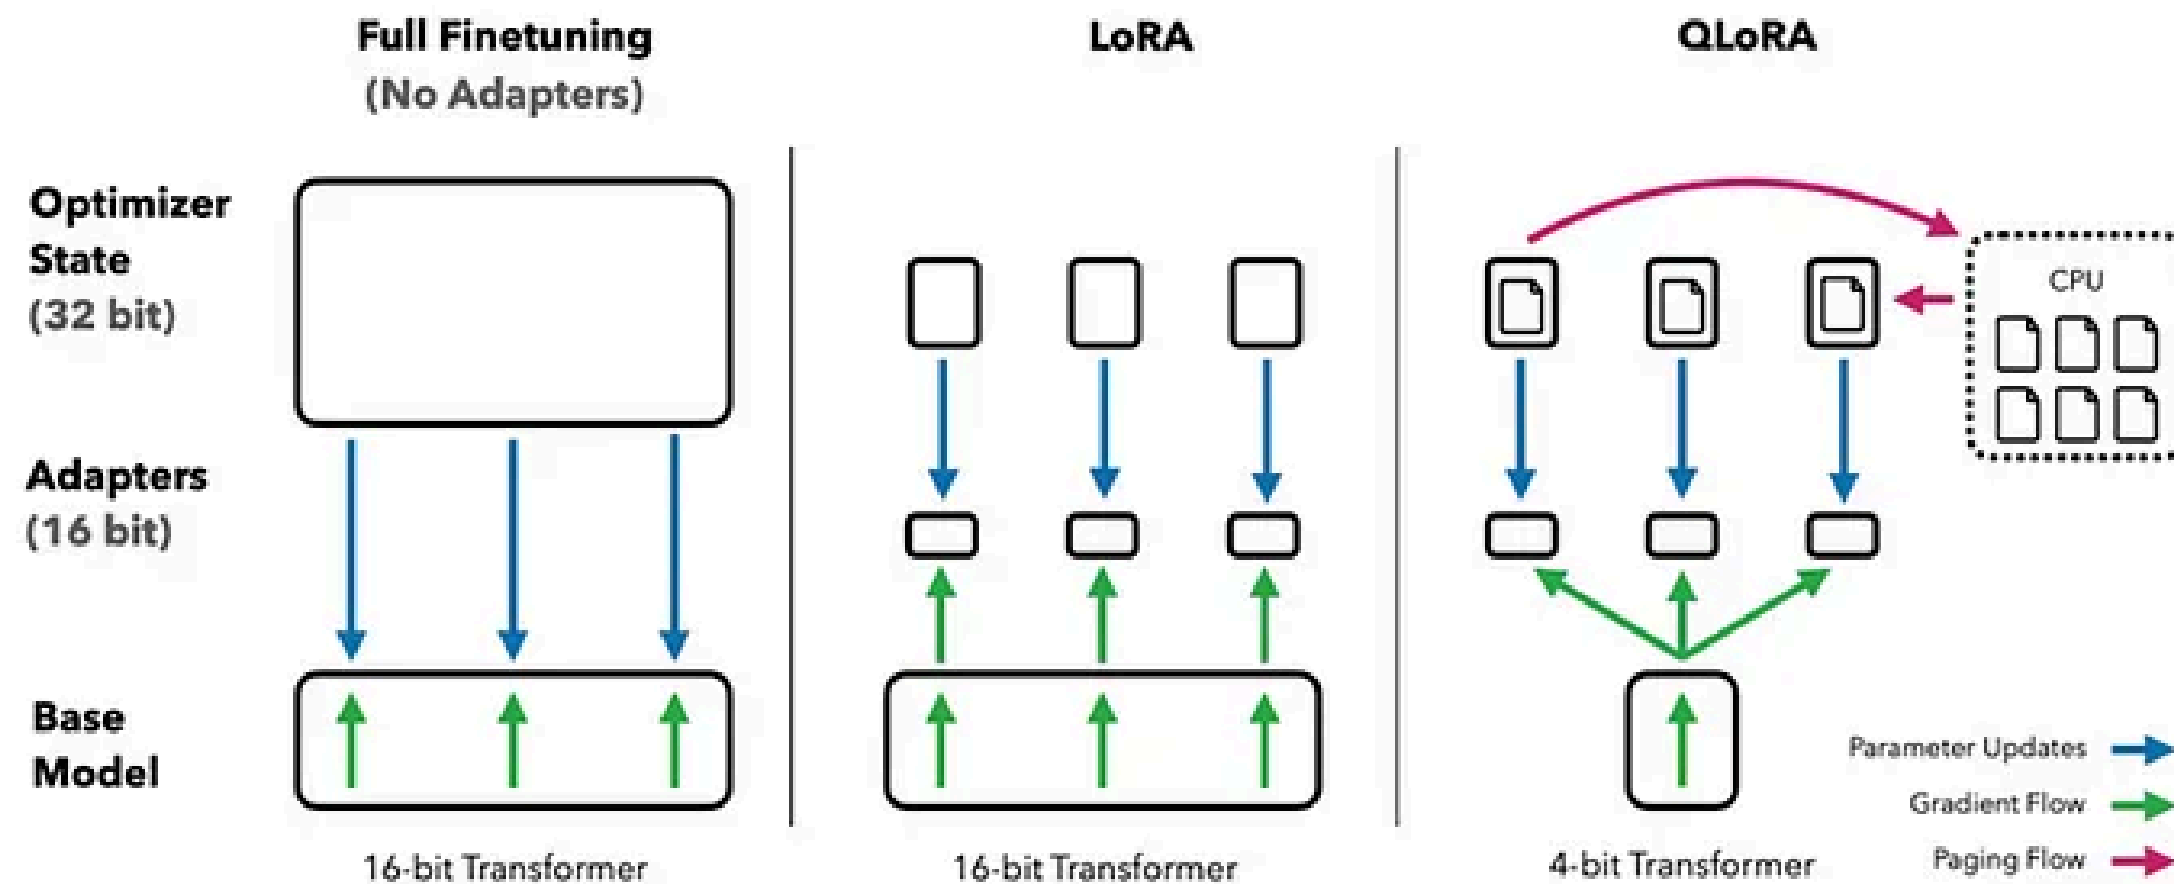 Full Finetuning
(No Adapters)
LoRA
QLoRA
Optimizer
State
(32 bit)
CPU
Adapters
(16 bit)
Base
Model
Parameter Updates
Gradient Flow
Paging Flow
16-bit Transformer
16-bit Transformer
4-bit Transformer